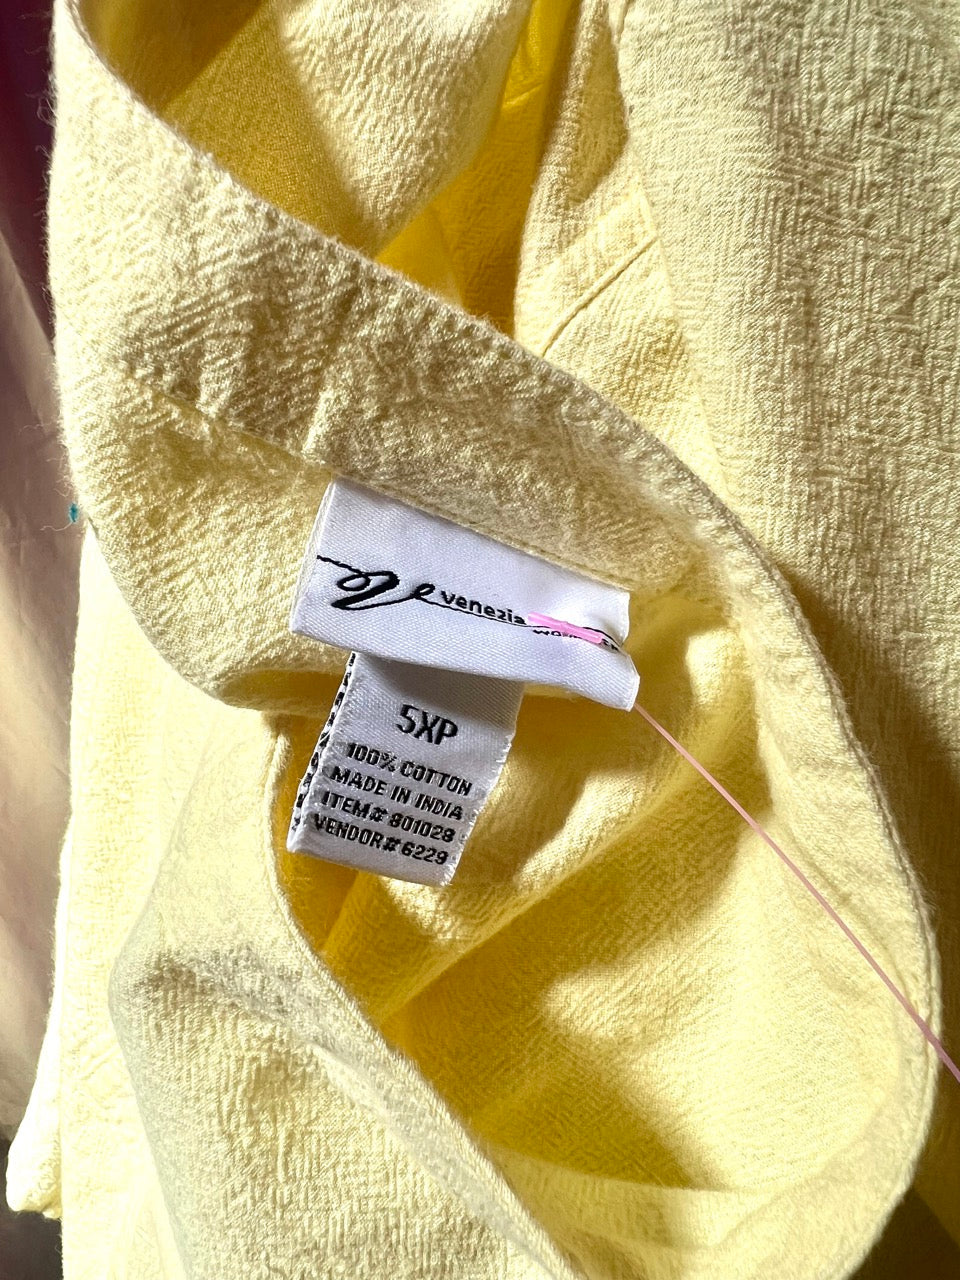 venezia
5XP
100% COTTON
MADE IN INDIA
ITEM# 801028
VENDOR# 6229